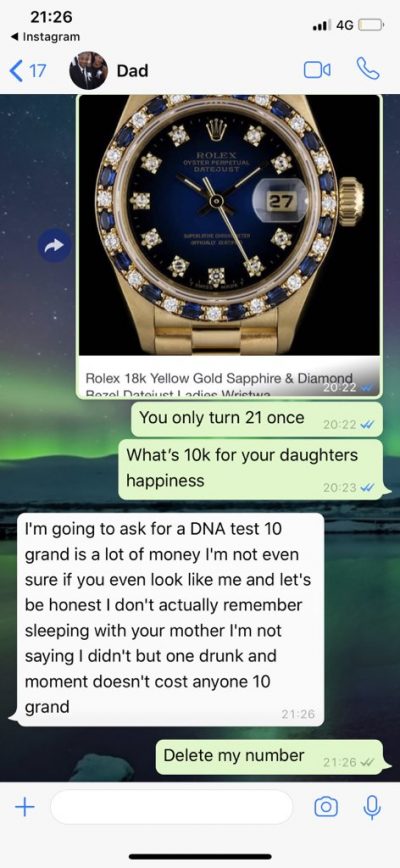 21:26
4G
Instagram
17
Dad
ROLEX
OYSTER PERPETUAL
DATEJUST
27
SUPERLATIVE CHRONOMETER
OFFICIALLY CERTIFIED
Rolex 18k Yellow Gold Sapphire & Diamond
Bezel Datejust Ladies Wristwa
20:22
You only turn 21 once
20:22
What's 10k for your daughters
happiness
20:23
I'm going to ask for a DNA test 10
grand is a lot of money I'm not even
sure if you even look like me and let's
be honest I don't actually remember
sleeping with your mother I'm not
saying I didn't but one drunk and
moment doesn't cost anyone 10
grand
21:26
Delete my number
21:26